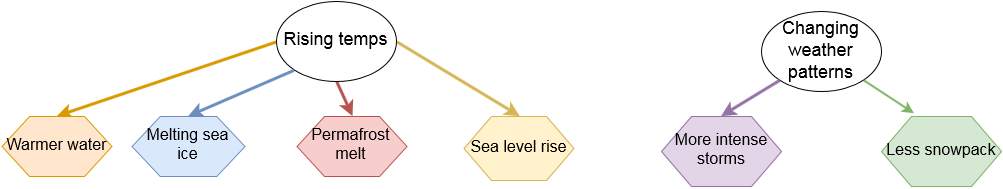 Rising temps
Changing
weather
patterns
Warmer water
Melting sea
ice
Permafrost
melt
Sea level rise
More intense
storms
Less snowpack